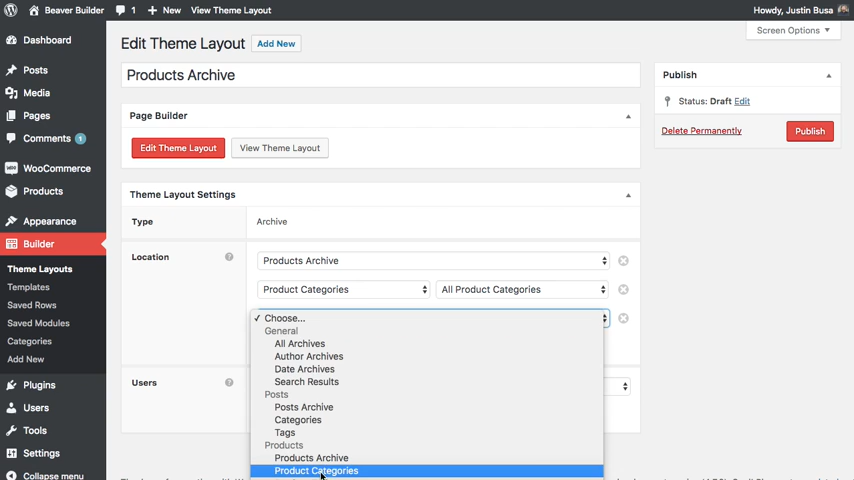 Beaver Builder 1 + New View Theme Layout Howdy, Justin Busa
Screen Options
Dashboard
Posts
Media
Pages
Comments 1
WooCommerce
Products
Appearance
Builder
Theme Layouts
Templates
Saved Rows
Saved Modules
Categories
Add New
Plugins
Users
Tools
Settings
Collapse menu
Edit Theme Layout Add New
Products Archive
Page Builder
Edit Theme Layout View Theme Layout
Theme Layout Settings
Type Archive
Location ?
Products Archive
Product Categories All Product Categories
✓ Choose...
General
All Archives
Author Archives
Date Archives
Search Results
Posts
Posts Archive
Categories
Tags
Products
Products Archive
Product Categories
Users ?
Publish
Status: Draft Edit
Delete Permanently Publish